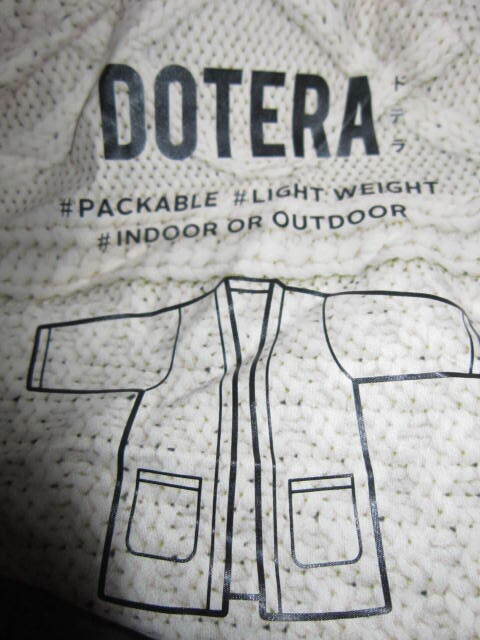 DOTERA
ドテラ
#PACKABLE #LIGHT WEIGHT
#INDOOR OR OUTDOOR